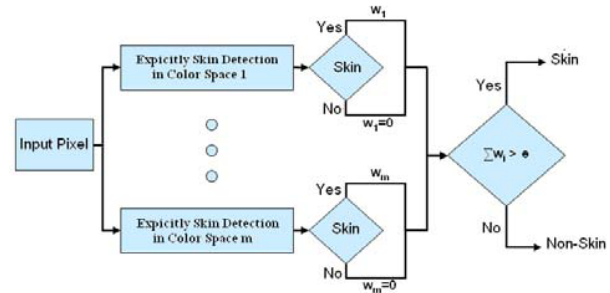 Yes
w₁
Expicitly Skin Detection
in Color Space 1
Skin
No
w₁=0
Input Pixel
Yes
Skin
∑wᵢ >
No
Non-Skin
Yes
wₘ
Expicitly Skin Detection
in Color Space m
Skin
No
wₘ=0